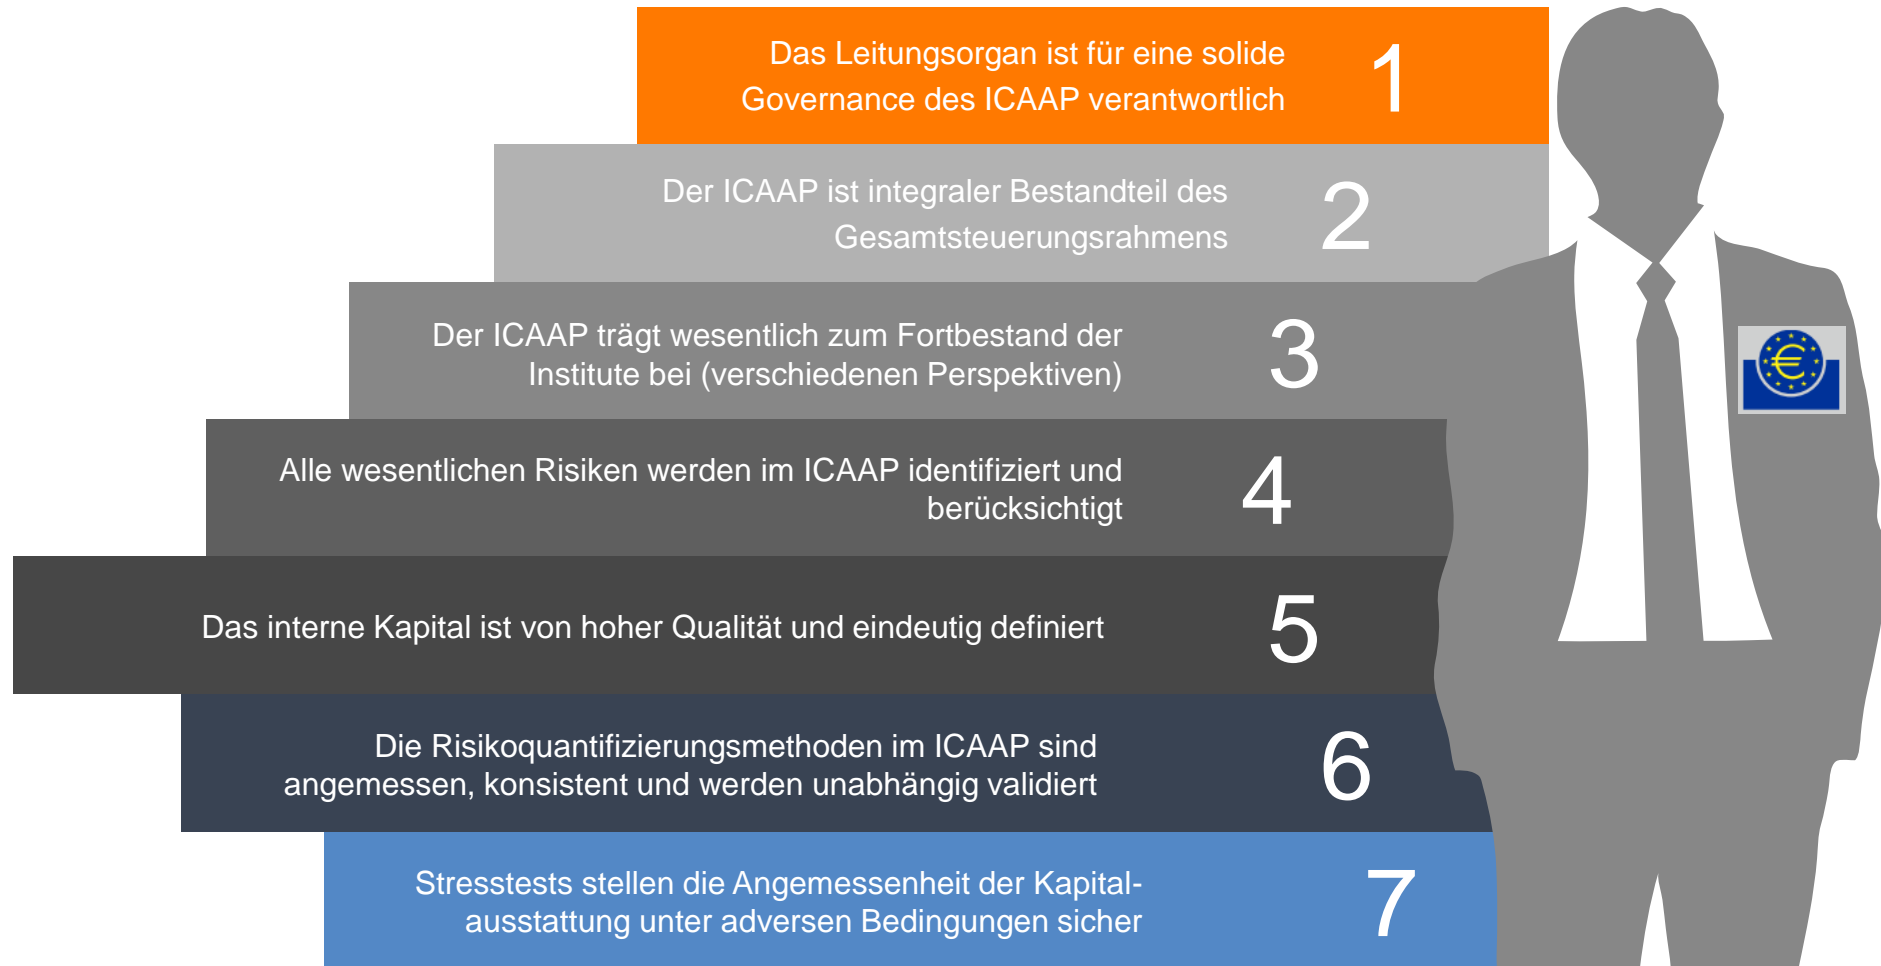 Das Leitungsorgan ist für eine solide
Governance des ICAAP verantwortlich
1
Der ICAAP ist integraler Bestandteil des
Gesamtsteuerungsrahmens
2
Der ICAAP trägt wesentlich zum Fortbestand der
Institute bei (verschiedenen Perspektiven)
3
Alle wesentlichen Risiken werden im ICAAP identifiziert und
berücksichtigt
4
Das interne Kapital ist von hoher Qualität und eindeutig definiert
5
Die Risikoquantifizierungsmethoden im ICAAP sind
angemessen, konsistent und werden unabhängig validiert
6
Stresstests stellen die Angemessenheit der Kapital-
ausstattung unter adversen Bedingungen sicher
7
€